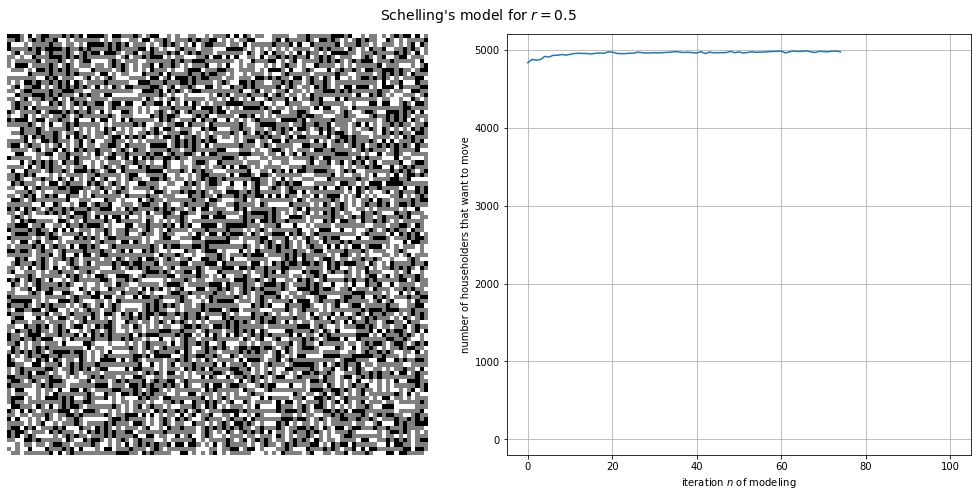 Schelling's model for r = 0.5
number of householders that want to move
5000
4000
3000
2000
1000
0
0 20 40 60 80 100
iteration n of modeling